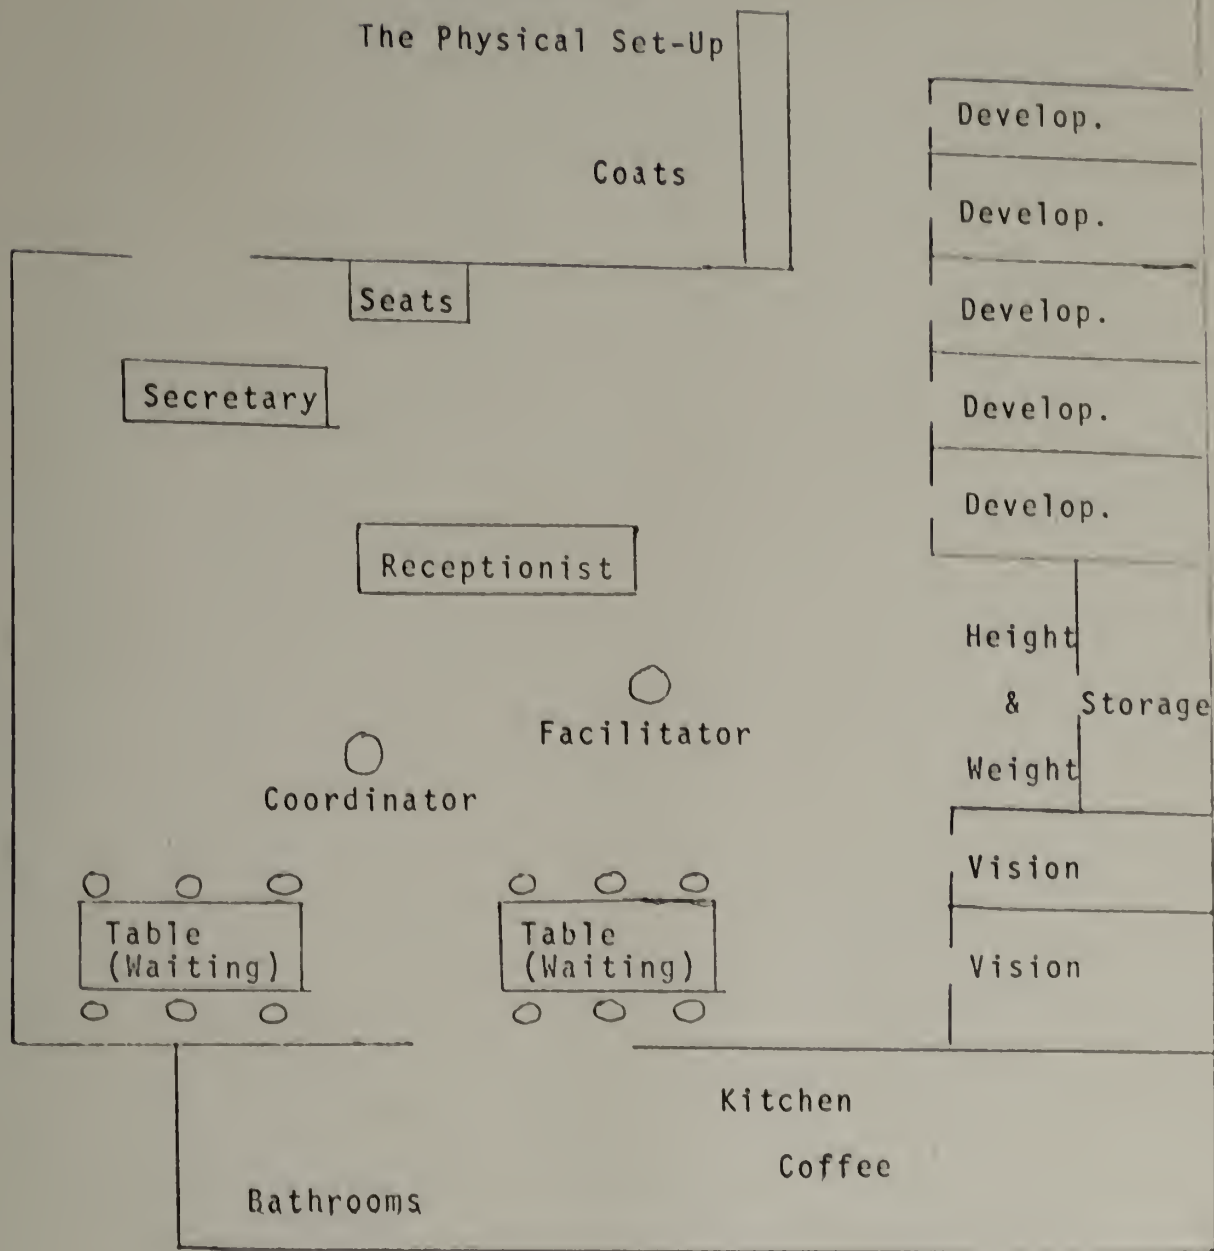 The Physical Set-Up
Coats
Develop.
Develop.
Develop.
Develop.
Develop.
Seats
Secretary
Receptionist
Height
&
Weight
Storage
Facilitator
Coordinator
Table
(Waiting)
Table
(Waiting)
Vision
Vision
Kitchen
Coffee
Bathrooms